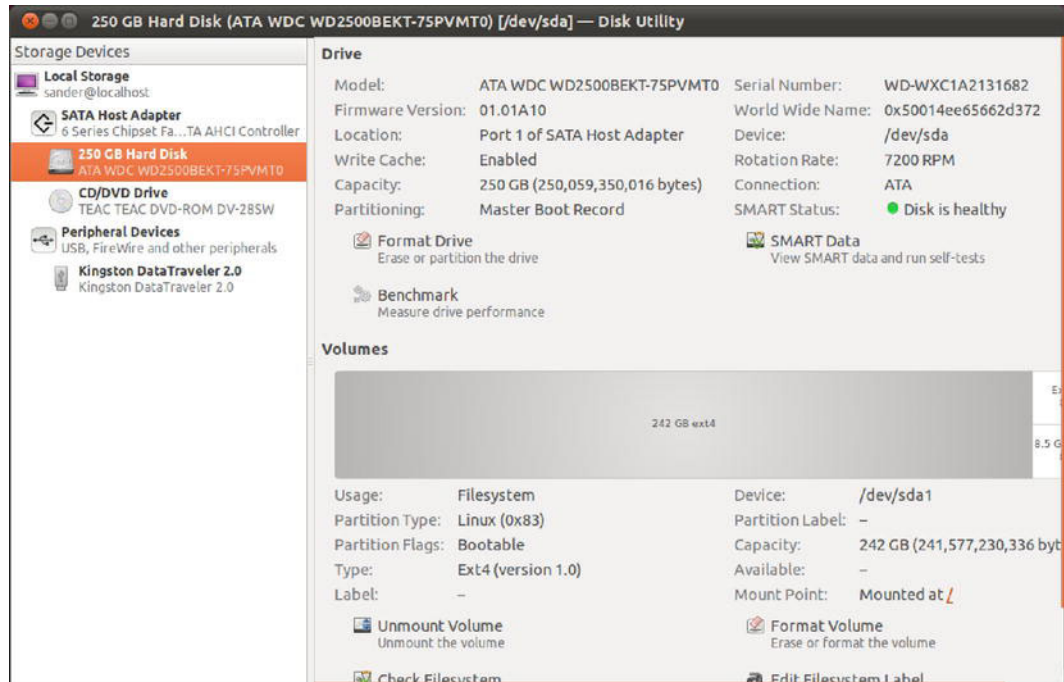 250 GB Hard Disk (ATA WDC WD2500BEKT-75PVMT0) [/dev/sda] — Disk Utility
Storage Devices
Local Storage
sander@localhost
SATA Host Adapter
6 Series Chipset Fa...TA AHCI Controller
250 GB Hard Disk
ATA WDC WD2500BEKT-75PVMT0
CD/DVD Drive
TEAC TEAC DVD-ROM DV-28SW
Peripheral Devices
USB, FireWire and other peripherals
Kingston DataTraveler 2.0
Kingston DataTraveler 2.0
Drive
Model: ATA WDC WD2500BEKT-75PVMT0 Serial Number: WD-WXC1A2131682
Firmware Version: 01.01A10 World Wide Name: 0x50014ee65662d372
Location: Port 1 of SATA Host Adapter Device: /dev/sda
Write Cache: Enabled Rotation Rate: 7200 RPM
Capacity: 250 GB (250,059,350,016 bytes) Connection: ATA
Partitioning: Master Boot Record SMART Status: Disk is healthy
Format Drive SMART Data
Erase or partition the drive View SMART data and run self-tests
Benchmark
Measure drive performance
Volumes
242 GB ext4
8.5 G
Usage: Filesystem Device: /dev/sda1
Partition Type: Linux (0x83) Partition Label: –
Partition Flags: Bootable Capacity: 242 GB (241,577,230,336 byt
Type: Ext4 (version 1.0) Available: –
Label: – Mount Point: Mounted at /
Unmount Volume Format Volume
Unmount the volume Erase or format the volume
Check Filesystem Edit Filesystem Label